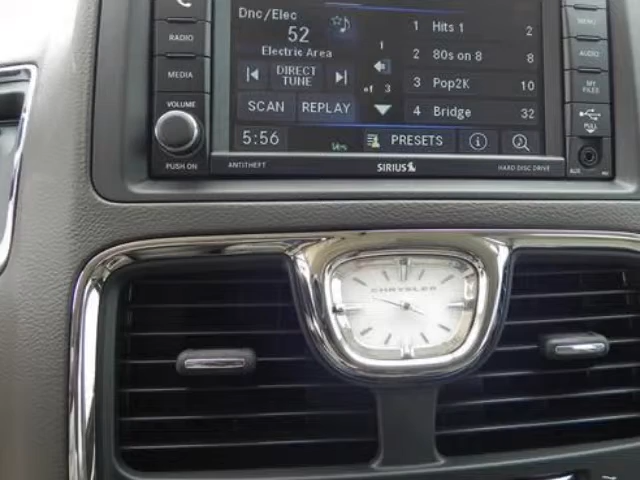 Dnc/Elec
52
Electric Area
DIRECT
TUNE
1
of 3
SCAN REPLAY
5:56
1 Hits 1 2
2 80s on 8 8
3 Pop2K 10
4 Bridge 32
PRESETS
RADIO
MEDIA
VOLUME
PUSH ON
MENU
AUDIO
MY
FILES
PULL
AUX
ANTITHEFT
SIRIUS
HARD DISC DRIVE
CHRYSLER